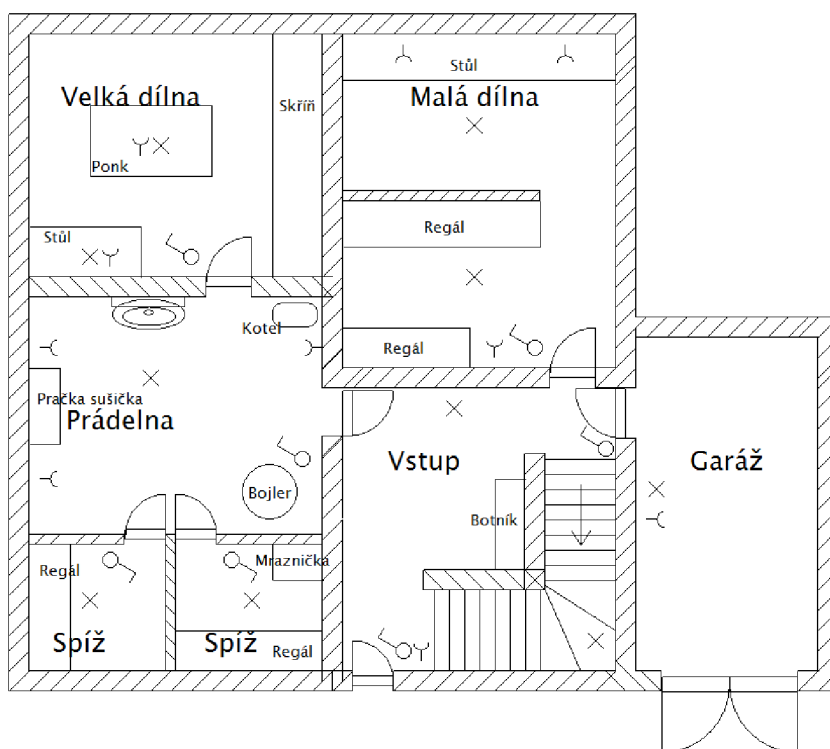 Velká dílna
Skříň
Ponk
Stůl
Stůl
Malá dílna
Regál
Regál
Kotel
Pračka sušička
Prádelna
Bojler
Vstup
Botník
Garáž
Regál
Spíž
Mraznička
Spíž
Regál